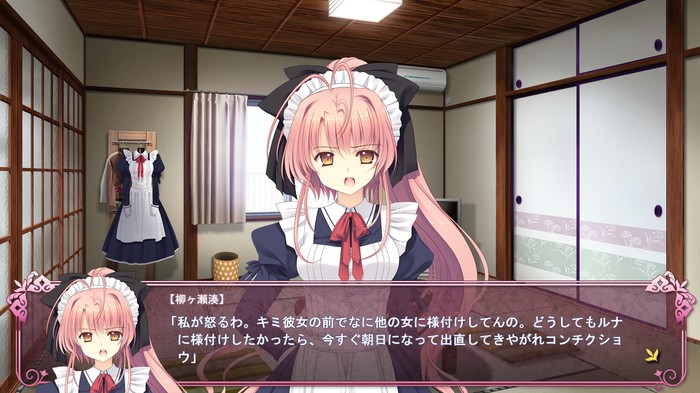 【柳ヶ瀬湊】
「私が怒るわ。キミ彼女の前でなに他の女に様付けしてんの。どうしてもルナ
に様付けしたかったら、今すぐ朝日になって出直してきやがれコンチクショ
ウ」